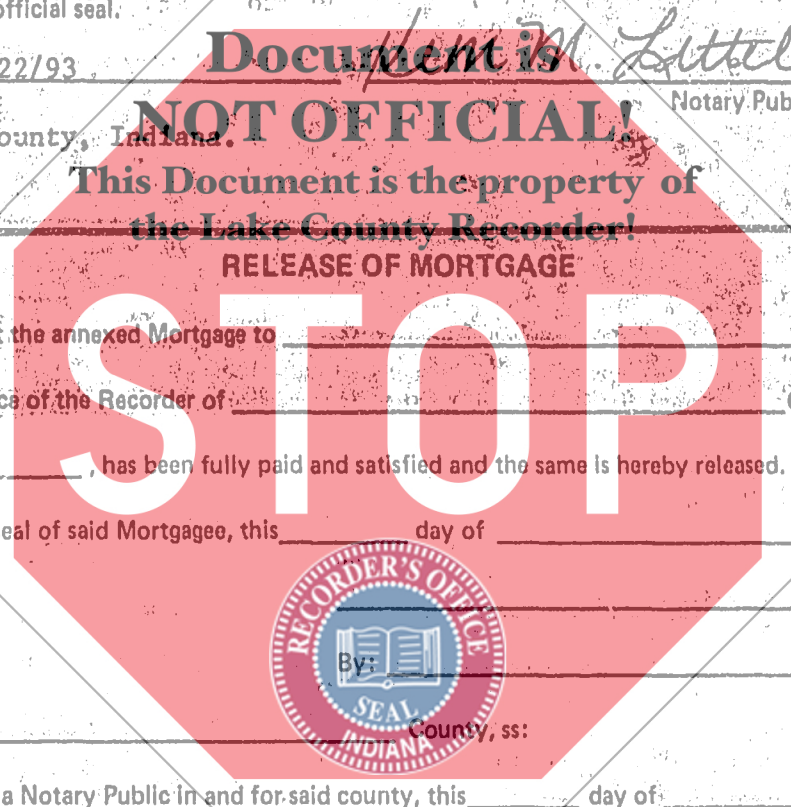 official seal.
Document is
22/93 Kem M. Littel
NOT OFFICIAL!
Notary Pub
ounty, Indiana.
This Document is the property of
the Lake County Recorder!
RELEASE OF MORTGAGE
STOP
the annexed Mortgage to
ce of the Recorder of
, has been fully paid and satisfied and the same is hereby released.
eal of said Mortgagee, this day of
RECORDER'S OFFICE
By:
SEAL
INDIANA
County, ss:
a Notary Public in and for said county, this day of